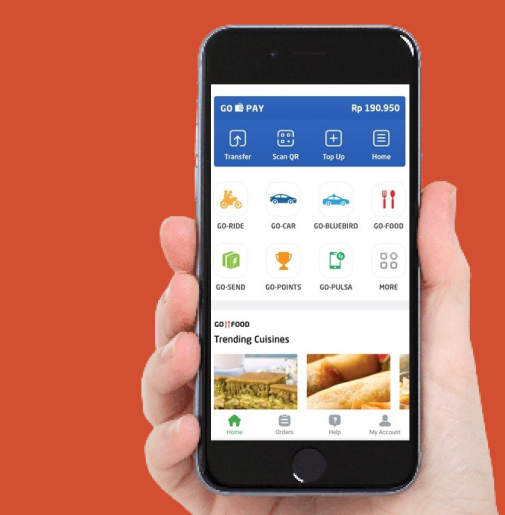 GO PAY Rp 190.950
Transfer Scan QR Top Up Home
GO-RIDE GO-CAR GO-BLUEBIRD GO-FOOD
GO-SEND GO-POINTS GO-PULSA MORE
GO FOOD
Trending Cuisines
Home Orders Help My Account